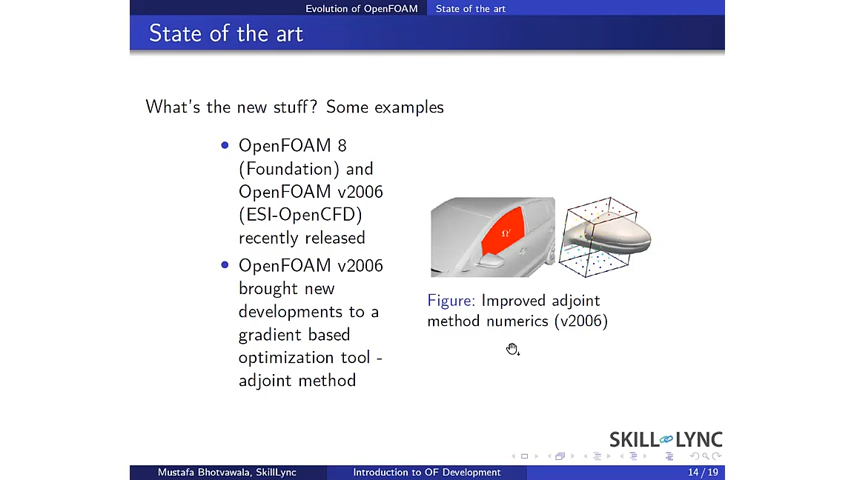 Evolution of OpenFOAM State of the art
State of the art
What's the new stuff? Some examples
• OpenFOAM 8
(Foundation) and
OpenFOAM v2006
(ESI-OpenCFD)
recently released
• OpenFOAM v2006
brought new
developments to a
gradient based
optimization tool -
adjoint method
Ω'
Figure: Improved adjoint
method numerics (v2006)
SKILL LYNC
Mustafa Bhotvawala, SkillLync Introduction to OF Development 14 / 19